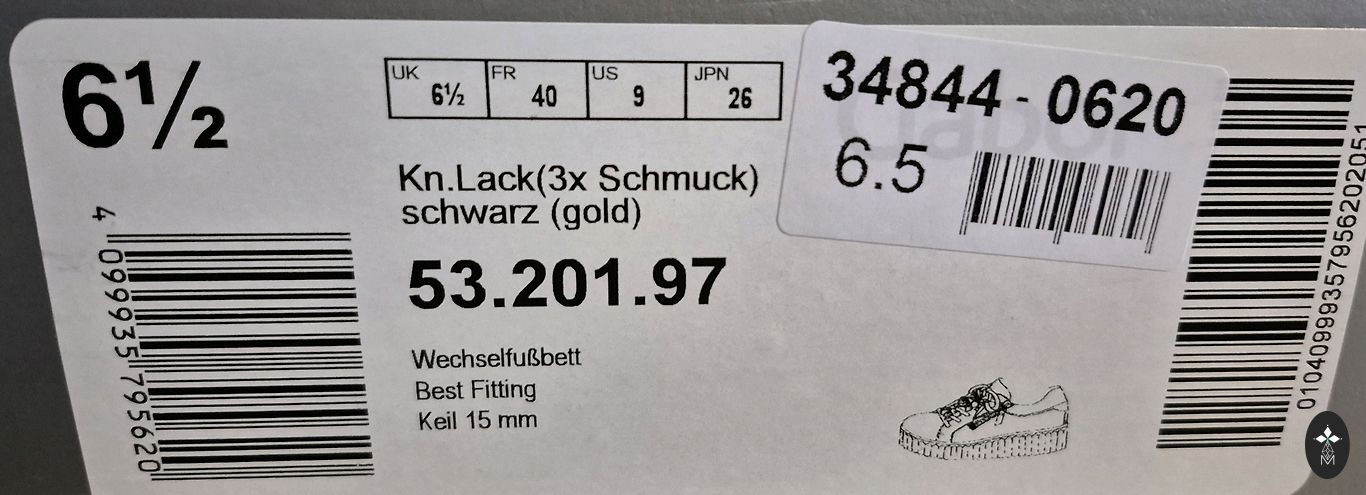 6½
UK 6½ FR 40 US 9 JPN 26
Kn.Lack(3x Schmuck)
schwarz (gold)
53.201.97
Wechselfußbett
Best Fitting
Keil 15 mm
4 099935 795620
34844-0620
6.5
Gabor
01040999357956202051
M